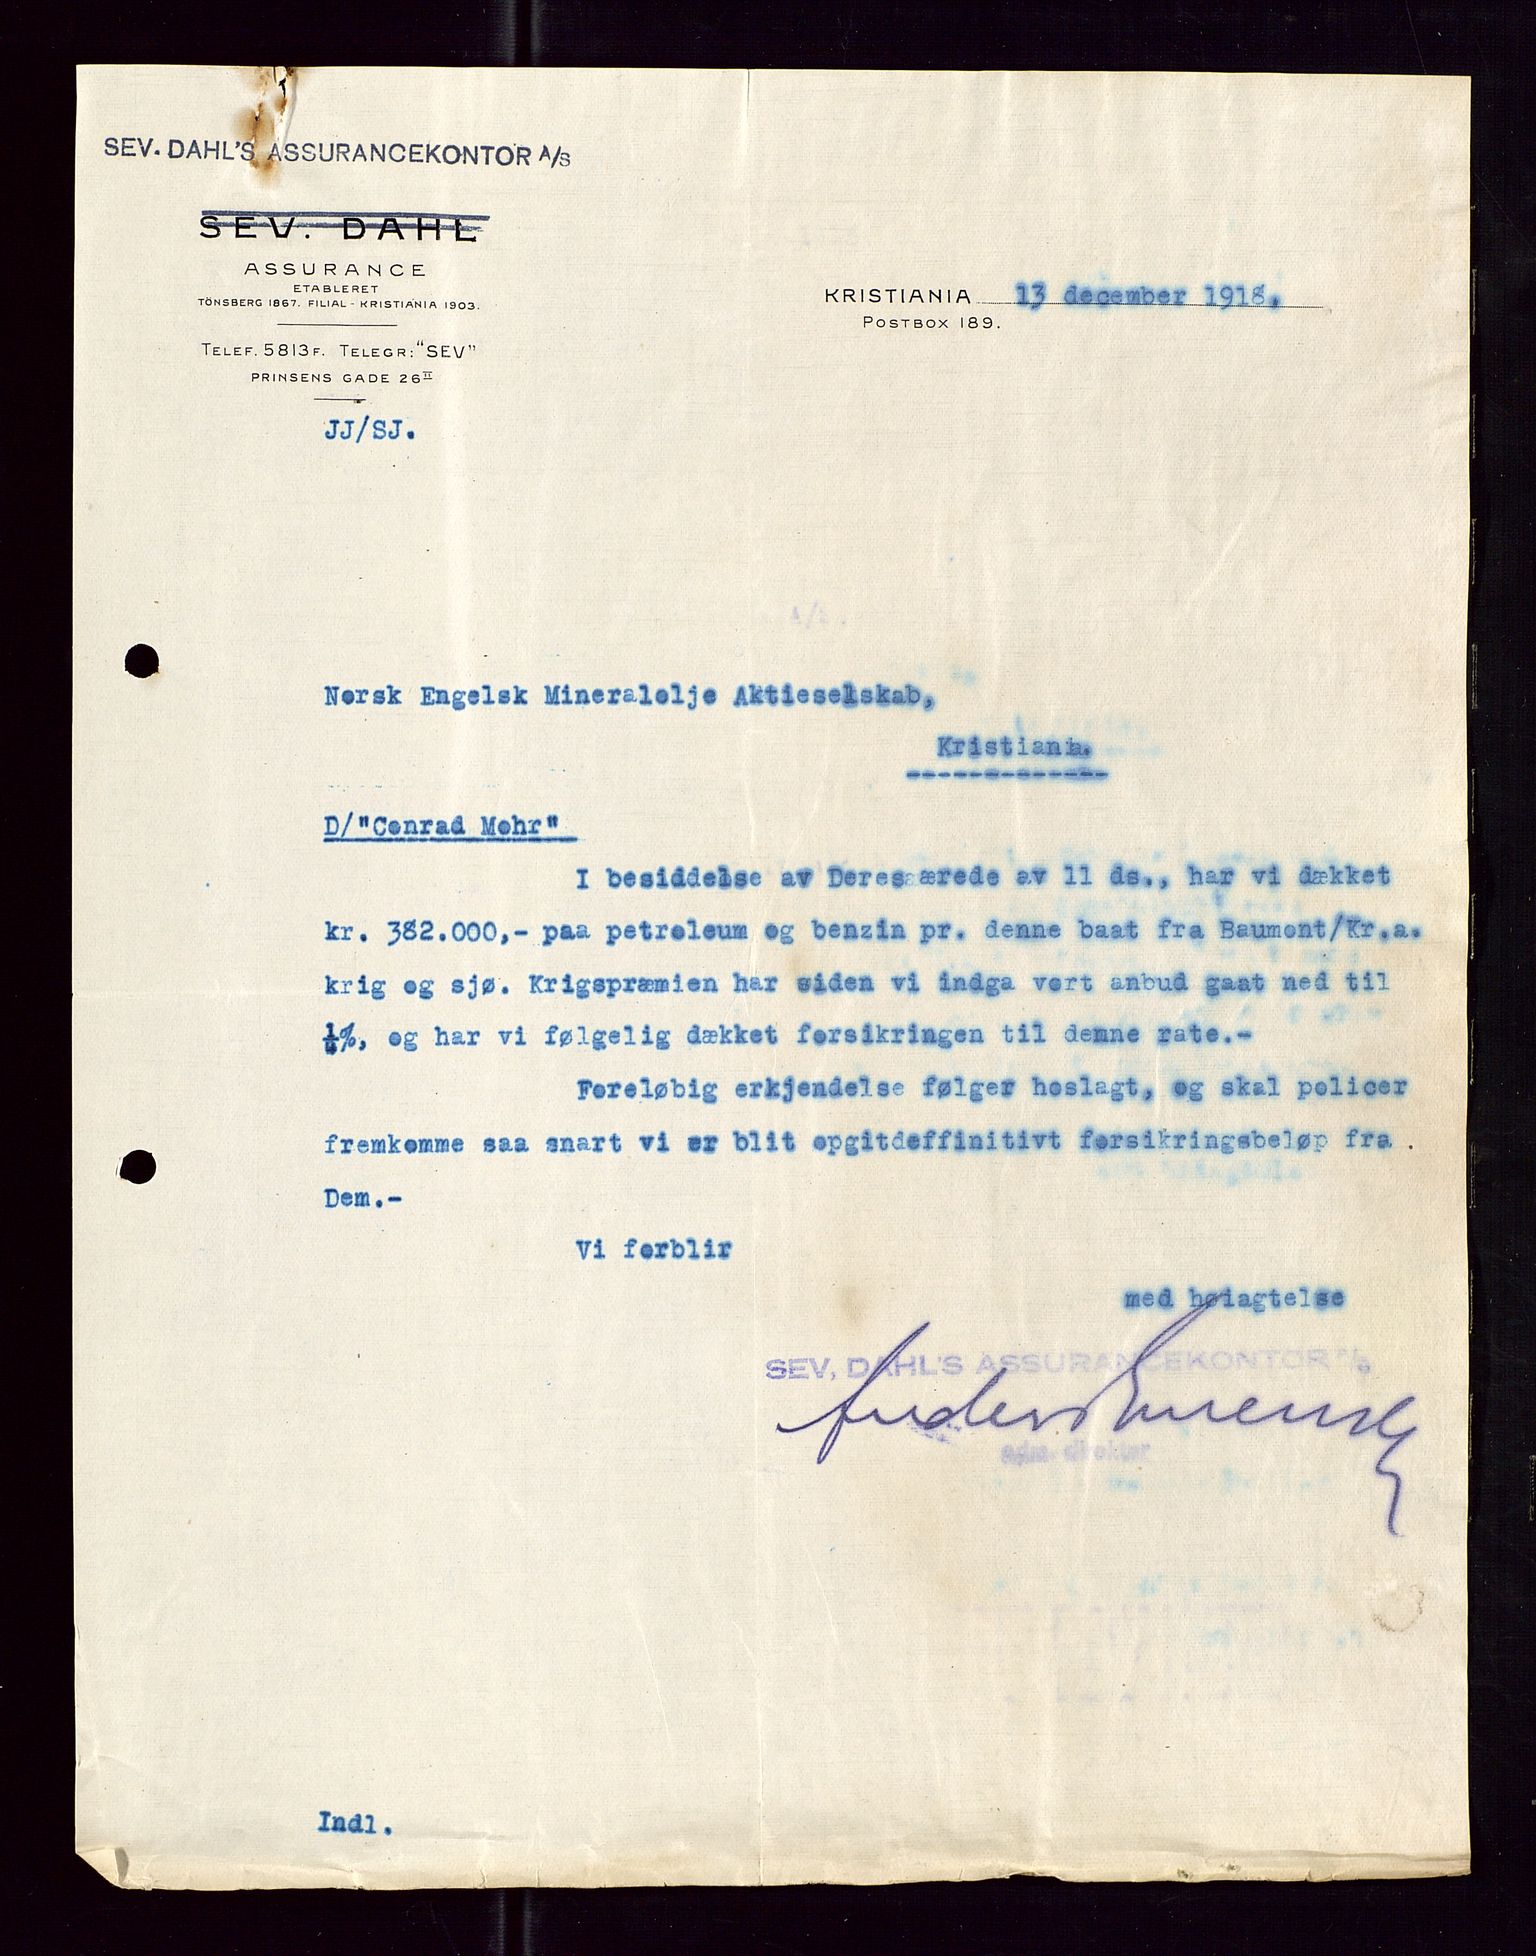 SEV. DAHL'S ASSURANCEKONTOR A/S
SEV. DAHL
ASSURANCE
ETABLERET
TÖNSBERG 1867. FILIAL - KRISTIANIA 1903.
TELEF. 5813F. TELEGR: "SEV"
PRINSENS GADE 26II
KRISTIANIA 13 december 1918,
POSTBOX 189.
JJ/SJ.
Norsk Engelsk Mineralolje Aktieselskab,
Kristiania.
D/"Conrad Mohr"
I besiddelse av Deres ærede av 11 ds., har vi dækket
kr. 382.000,- paa petroleum og benzin pr. denne baat fra Baumont/Kr.a.
krig og sjø. Krigspræmien har siden vi indga vort anbud gaat ned til
%, og har vi følgelig dækket forsikringen til denne rate.-
Foreløbig erkjendelse følger hoslagt, og skal policer
fremkomme saa snart vi er blit opgitdeffinitivt forsikringsbeløp fra
Dem.-
Vi forblir
med høiagtelse
SEV. DAHL'S ASSURANCEKONTOR A/S
adm. direktør
Indl.